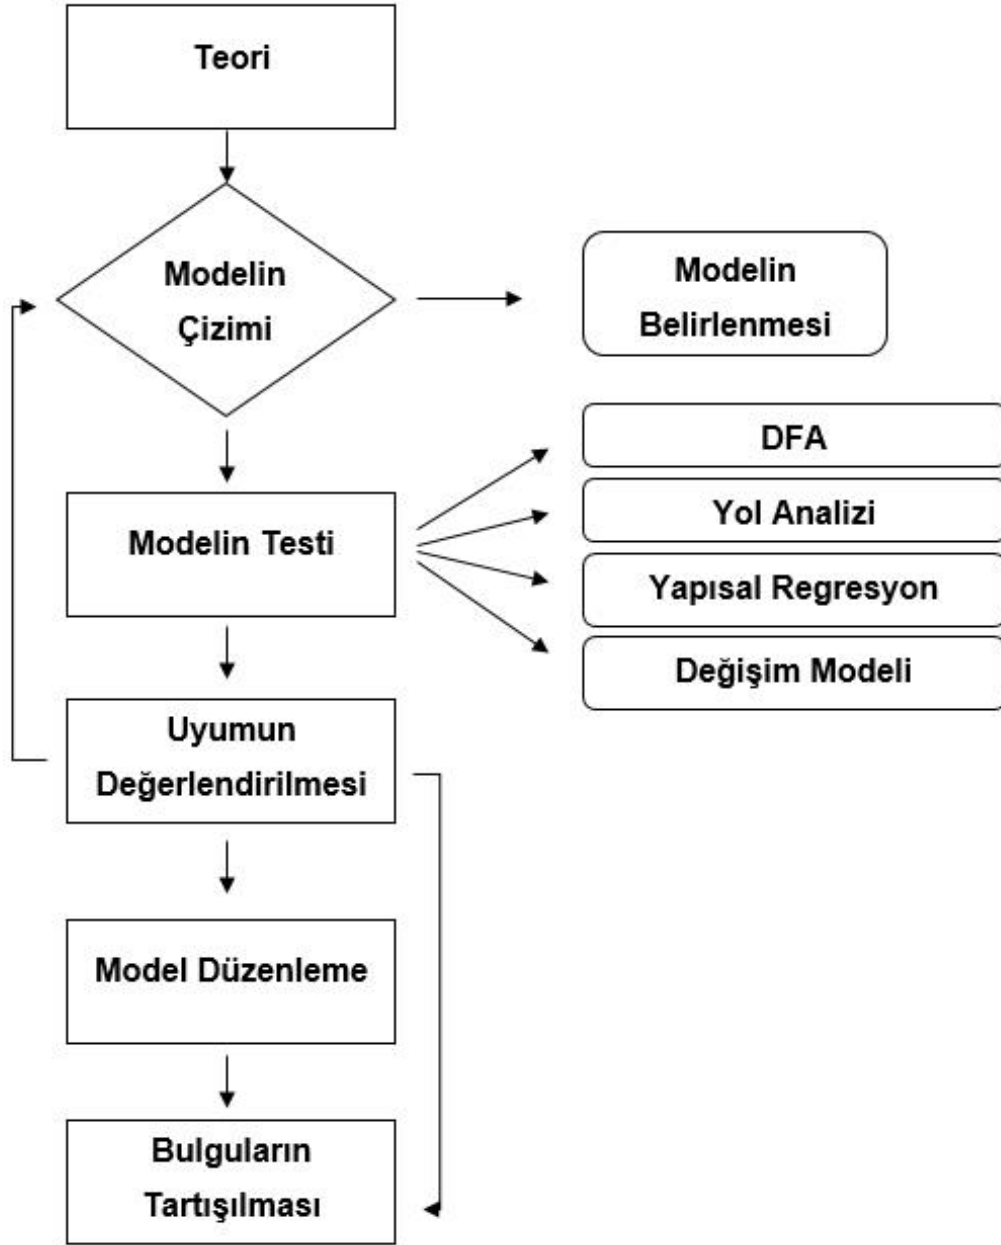 Teori
Modelin
Çizimi
Modelin
Belirlenmesi
Modelin Testi
DFA
Yol Analizi
Yapısal Regresyon
Değişim Modeli
Uyumun
Değerlendirilmesi
Model Düzenleme
Bulguların
Tartışılması